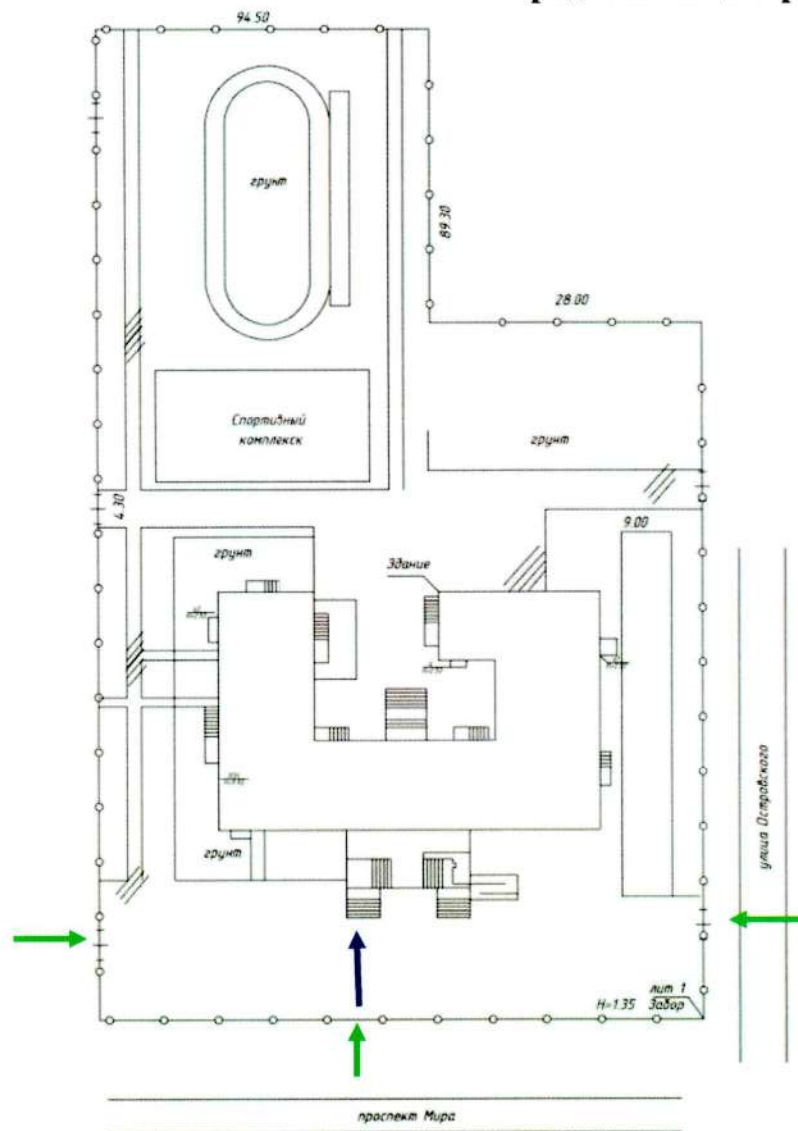 94.50
грунт
89.30
28.00
Спортивный
комплекск
грунт
4.30
9.00
грунт
Здание
грунт
улица Островского
лит 1
H=1.35 Забор
проспект Мира